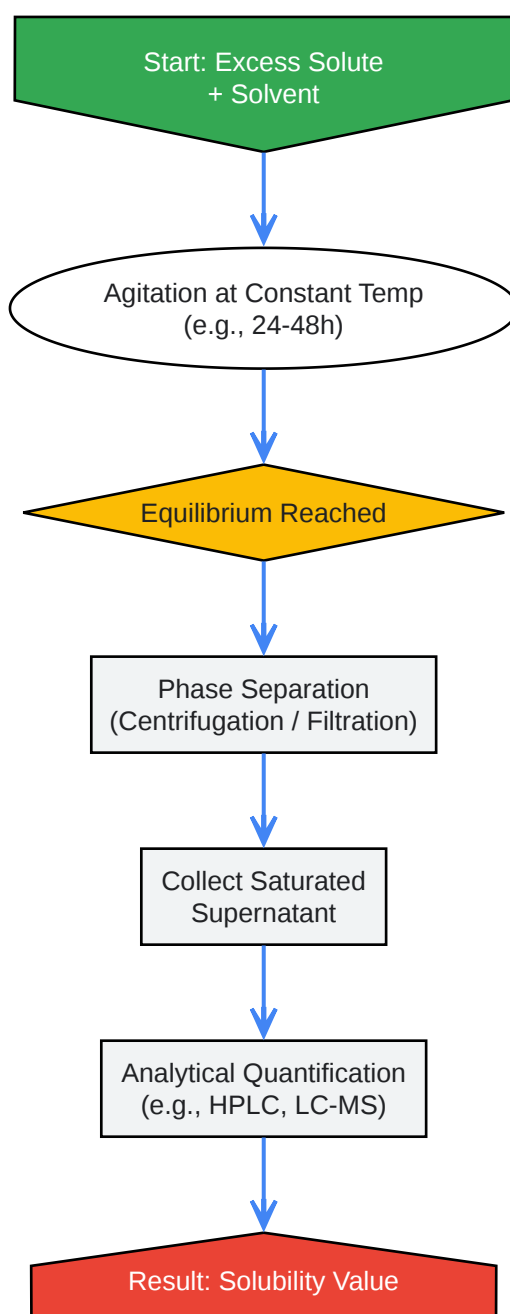 Start: Excess Solute
+ Solvent
Agitation at Constant Temp
(e.g., 24-48h)
Equilibrium Reached
Phase Separation
(Centrifugation / Filtration)
Collect Saturated
Supernatant
Analytical Quantification
(e.g., HPLC, LC-MS)
Result: Solubility Value